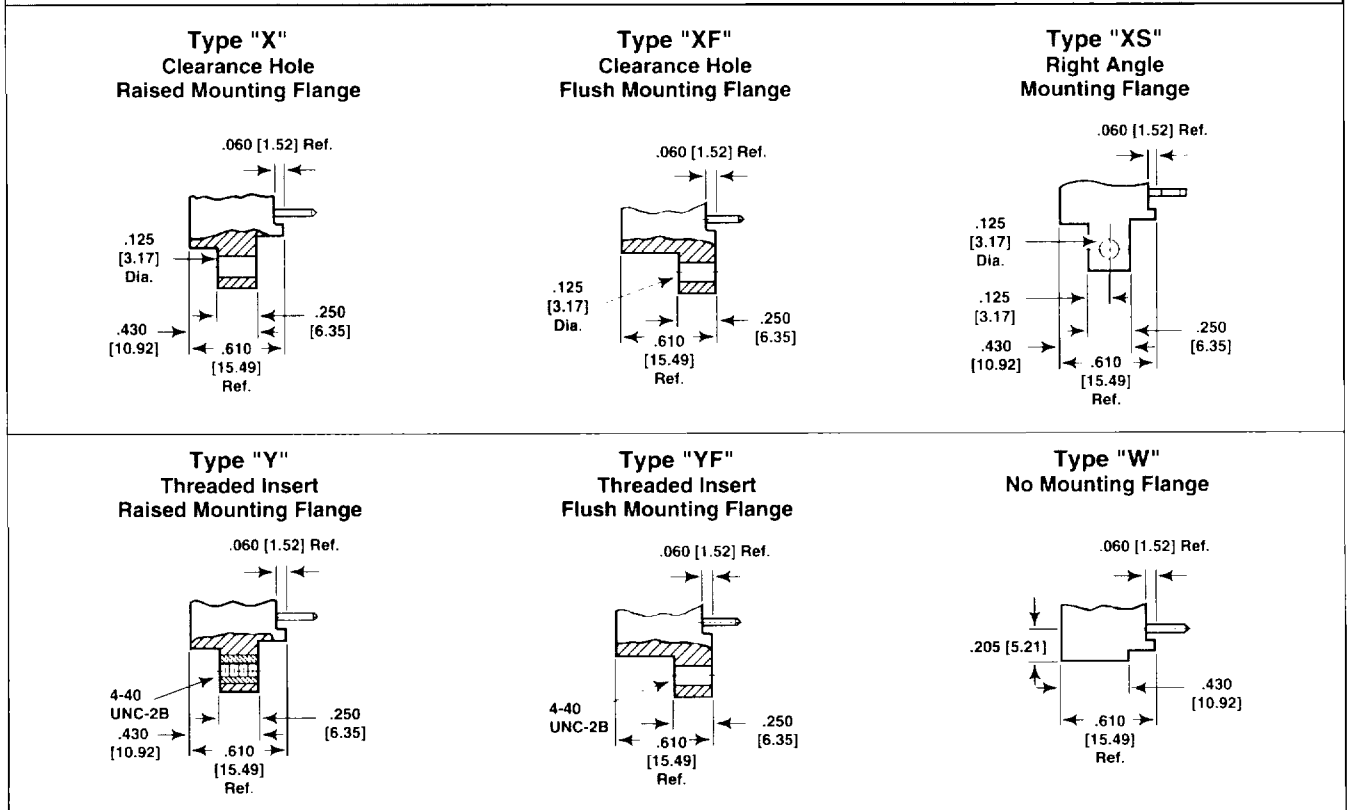 Type "X"
Clearance Hole
Raised Mounting Flange
.060 [1.52] Ref.
.125
[3.17]
Dia.
.430
[10.92]
.610
[15.49]
Ref.
.250
[6.35]
Type "XF"
Clearance Hole
Flush Mounting Flange
.060 [1.52] Ref.
.125
[3.17]
Dia.
.610
[15.49]
Ref.
.250
[6.35]
Type "XS"
Right Angle
Mounting Flange
.060 [1.52] Ref.
.125
[3.17]
Dia.
.125
[3.17]
.430
[10.92]
.610
[15.49]
Ref.
.250
[6.35]
Type "Y"
Threaded Insert
Raised Mounting Flange
.060 [1.52] Ref.
4-40
UNC-2B
.430
[10.92]
.610
[15.49]
Ref.
.250
[6.35]
Type "YF"
Threaded Insert
Flush Mounting Flange
.060 [1.52] Ref.
4-40
UNC-2B
.610
[15.49]
Ref.
.250
[6.35]
Type "W"
No Mounting Flange
.060 [1.52] Ref.
.205 [5.21]
.430
[10.92]
.610
[15.49]
Ref.